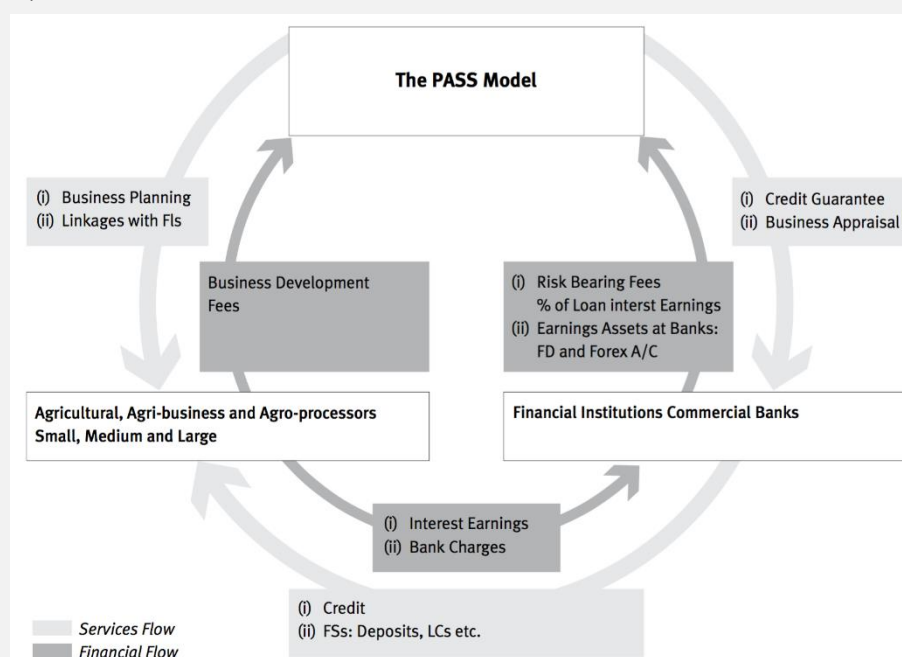 The PASS Model
(i) Business Planning
(ii) Linkages with FIs
(i) Credit Guarantee
(ii) Business Appraisal
Business Development
Fees
(i) Risk Bearing Fees
% of Loan interst Earnings
(ii) Earnings Assets at Banks:
FD and Forex A/C
Agricultural, Agri-business and Agro-processors
Small, Medium and Large
Financial Institutions Commercial Banks
(i) Interest Earnings
(ii) Bank Charges
(i) Credit
(ii) FSs: Deposits, LCs etc.
Services Flow
Financial Flow